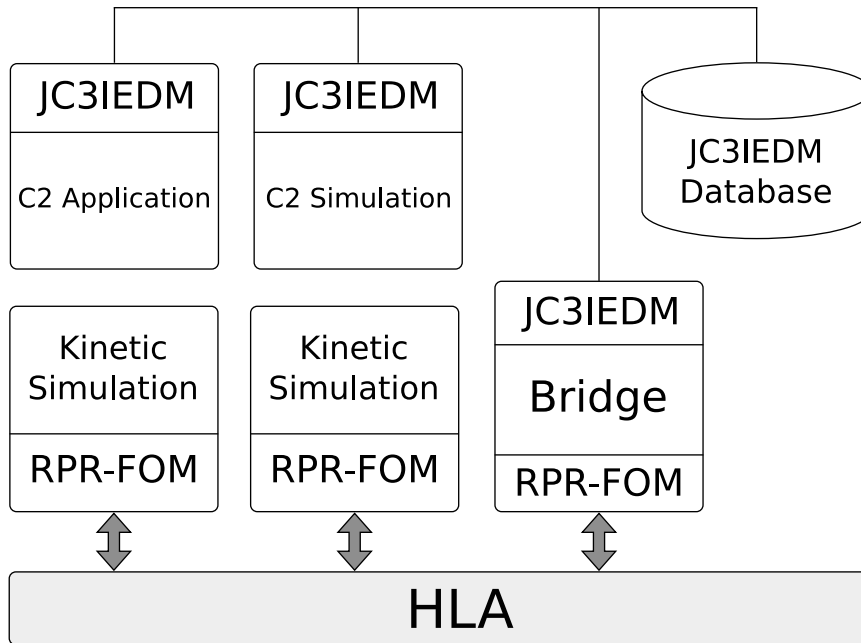 JC3IEDM
C2 Application
JC3IEDM
C2 Simulation
JC3IEDM
Database
Kinetic
Simulation
RPR-FOM
Kinetic
Simulation
RPR-FOM
JC3IEDM
Bridge
RPR-FOM
HLA